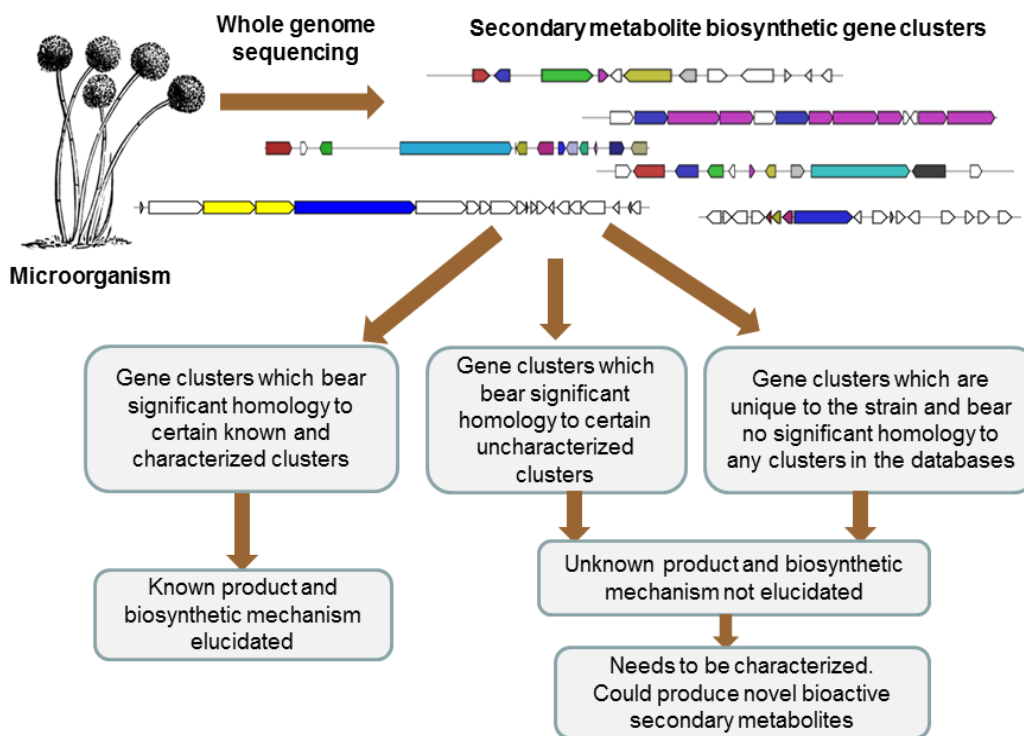 Whole genome
sequencing
Secondary metabolite biosynthetic gene clusters
Microorganism
Gene clusters which bear
significant homology to
certain known and
characterized clusters
Gene clusters which
bear significant
homology to certain
uncharacterized
clusters
Gene clusters which are
unique to the strain and bear
no significant homology to
any clusters in the databases
Known product and
biosynthetic mechanism
elucidated
Unknown product and biosynthetic
mechanism not elucidated
Needs to be characterized.
Could produce novel bioactive
secondary metabolites